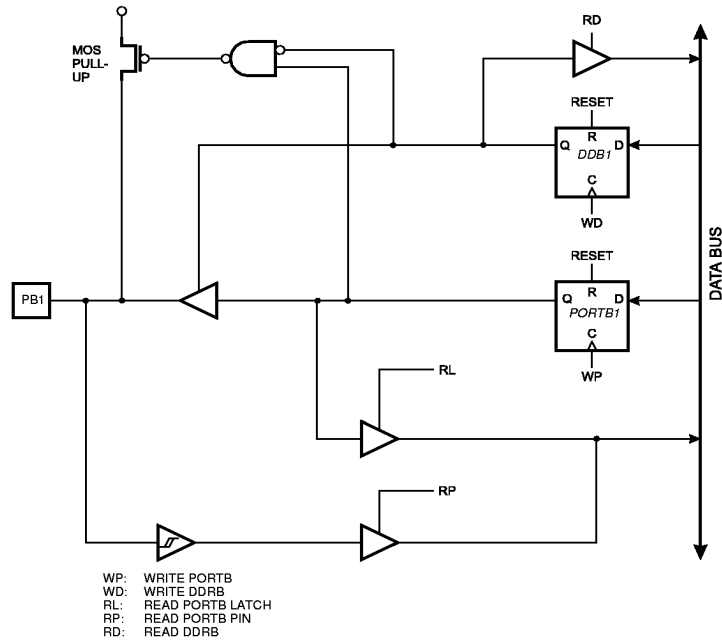 RD
MOS
PULL-
UP
RESET
R
Q
D
DDB1
C
WD
DATA BUS
RESET
PB1
R
Q
D
PORTB1
C
WP
RL
RP
WP: WRITE PORTB
WD: WRITE DDRB
RL: READ PORTB LATCH
RP: READ PORTB PIN
RD: READ DDRB